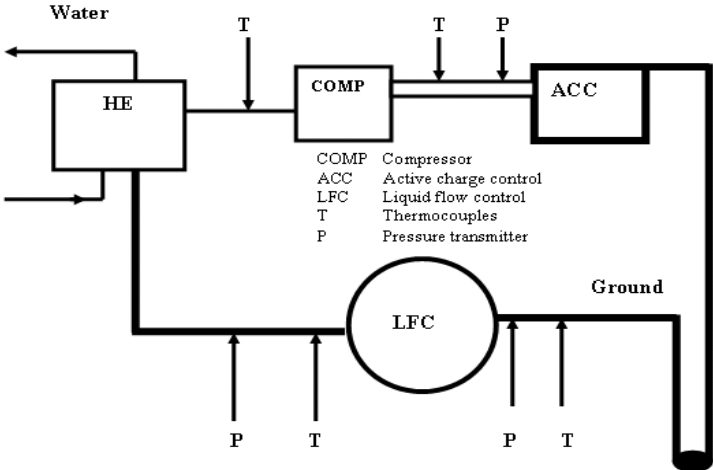 Water
T
T
P
HE
COMP
ACC
COMP Compressor
ACC Active charge control
LFC Liquid flow control
T Thermocouples
P Pressure transmitter
Ground
LFC
P
T
P
T